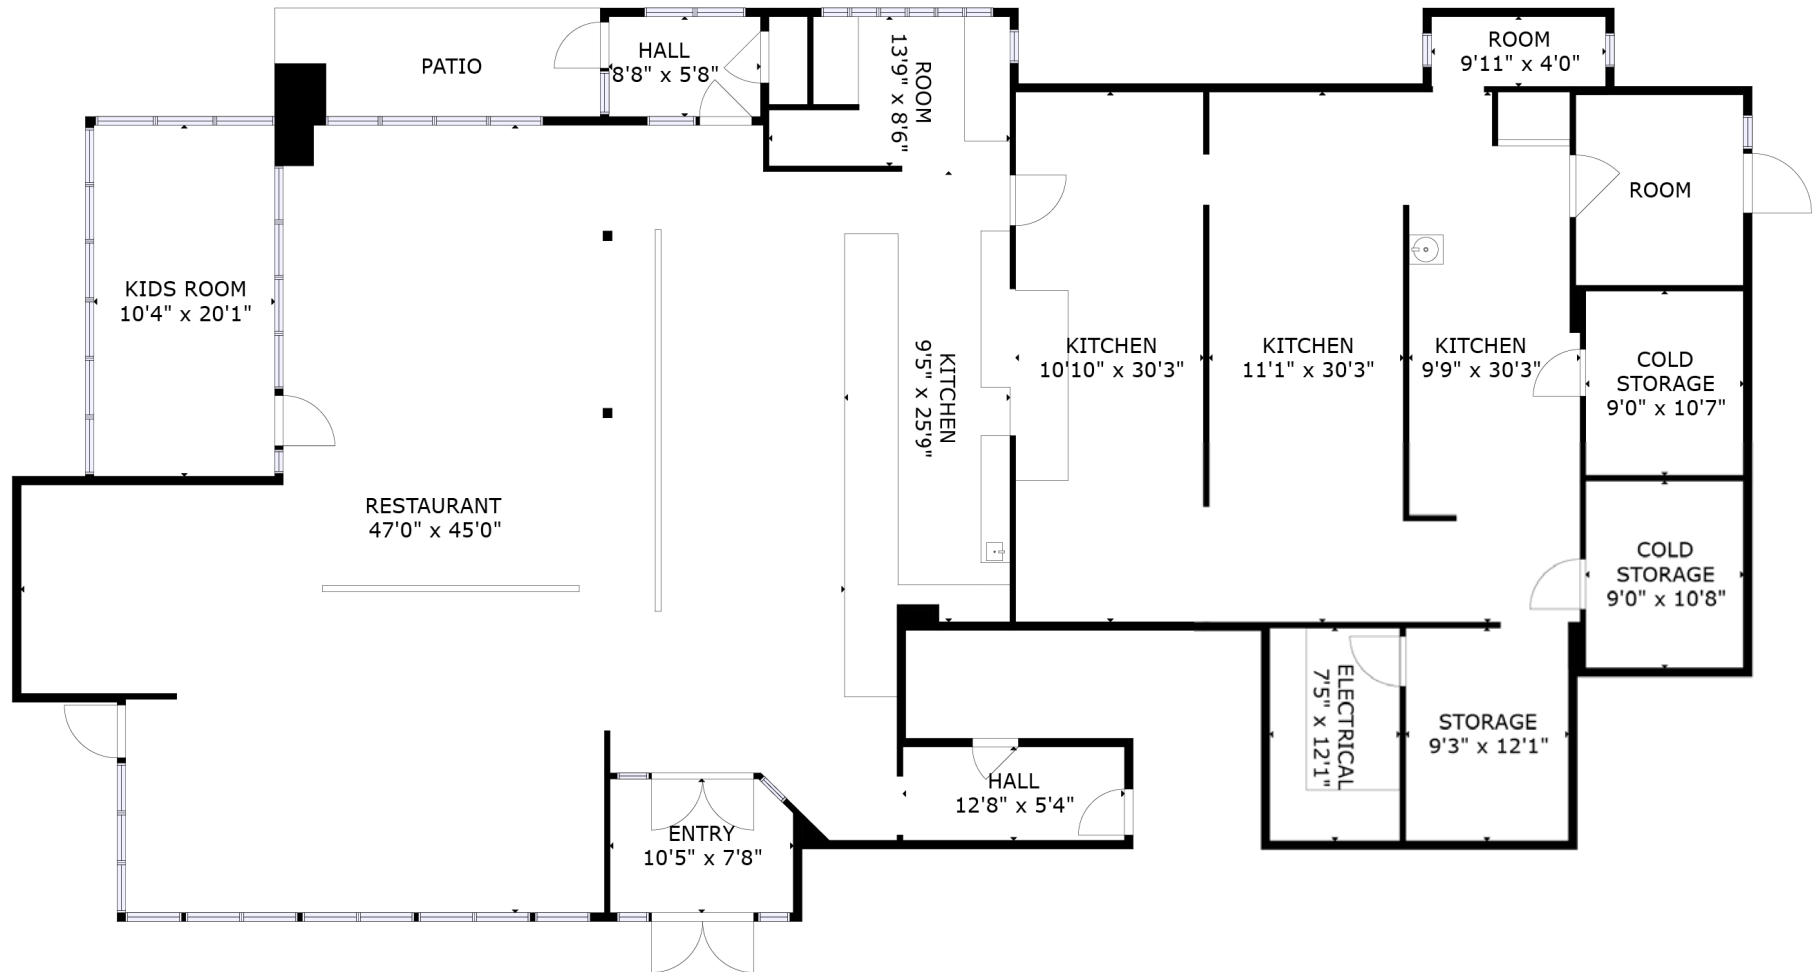 PATIO
HALL
8'8" x 5'8"
ROOM
13'9" x 8'6"
ROOM
9'11" x 4'0"
ROOM
KIDS ROOM
10'4" x 20'1"
KITCHEN
9'5" x 25'9"
KITCHEN
10'10" x 30'3"
KITCHEN
11'1" x 30'3"
KITCHEN
9'9" x 30'3"
COLD
STORAGE
9'0" x 10'7"
RESTAURANT
47'0" x 45'0"
COLD
STORAGE
9'0" x 10'8"
ELECTRICAL
7'5" x 12'1"
STORAGE
9'3" x 12'1"
HALL
12'8" x 5'4"
ENTRY
10'5" x 7'8"